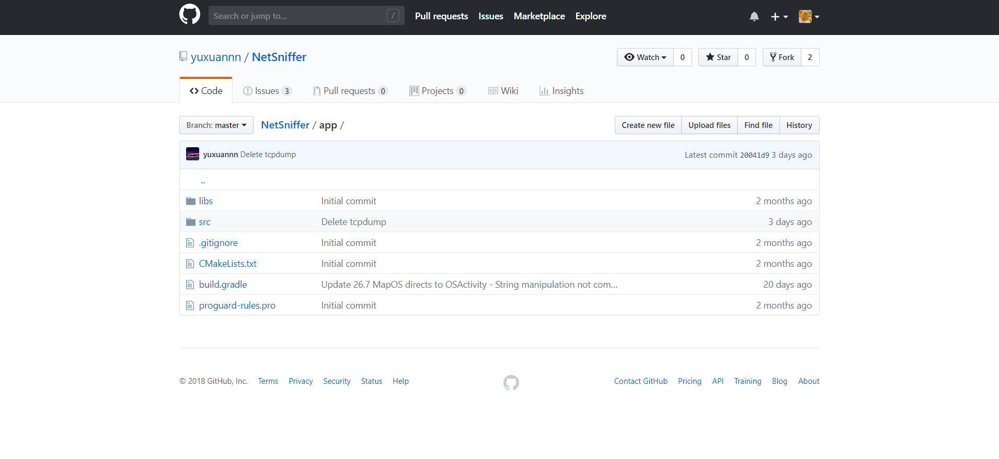 Search or jump to... / Pull requests Issues Marketplace Explore
yuxuannn / NetSniffer Watch 0 Star 0 Fork 2
Code Issues 3 Pull requests 0 Projects 0 Wiki Insights
Branch: master NetSniffer / app / Create new file Upload files Find file History
yuxuannn Delete tcpdump Latest commit 20041d9 3 days ago
..
libs Initial commit 2 months ago
src Delete tcpdump 3 days ago
.gitignore Initial commit 2 months ago
CMakeLists.txt Initial commit 2 months ago
build.gradle Update 26.7 MapOS directs to OSActivity - String manipulation not com... 20 days ago
proguard-rules.pro Initial commit 2 months ago
© 2018 GitHub, Inc. Terms Privacy Security Status Help Contact GitHub Pricing API Training Blog About